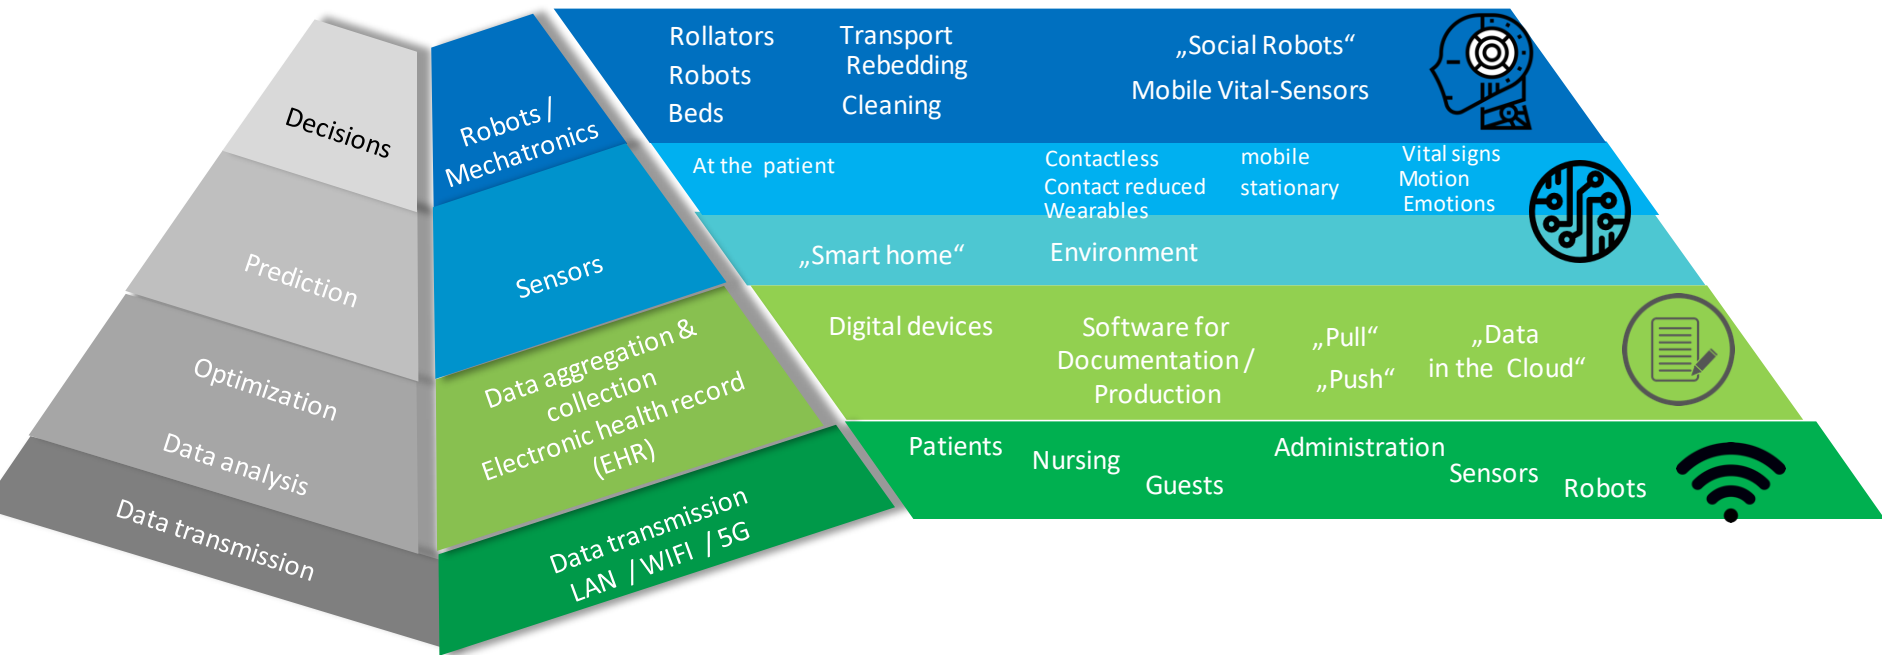 Decisions
Prediction
Optimization
Data analysis
Data transmission
Robots /
Mechatronics
Sensors
Data aggregation &
collection
Electronic health record
(EHR)
Data transmission
LAN / WIFI / 5G
Rollators
Robots
Beds
Transport
Rebedding
Cleaning
„Social Robots“
Mobile Vital-Sensors
At the patient
Contactless
Contact reduced
Wearables
mobile
stationary
Vital signs
Motion
Emotions
„Smart home“
Environment
Digital devices
Software for
Documentation /
Production
„Pull“
„Push“
„Data
in the Cloud“
Patients
Nursing
Guests
Administration
Sensors
Robots